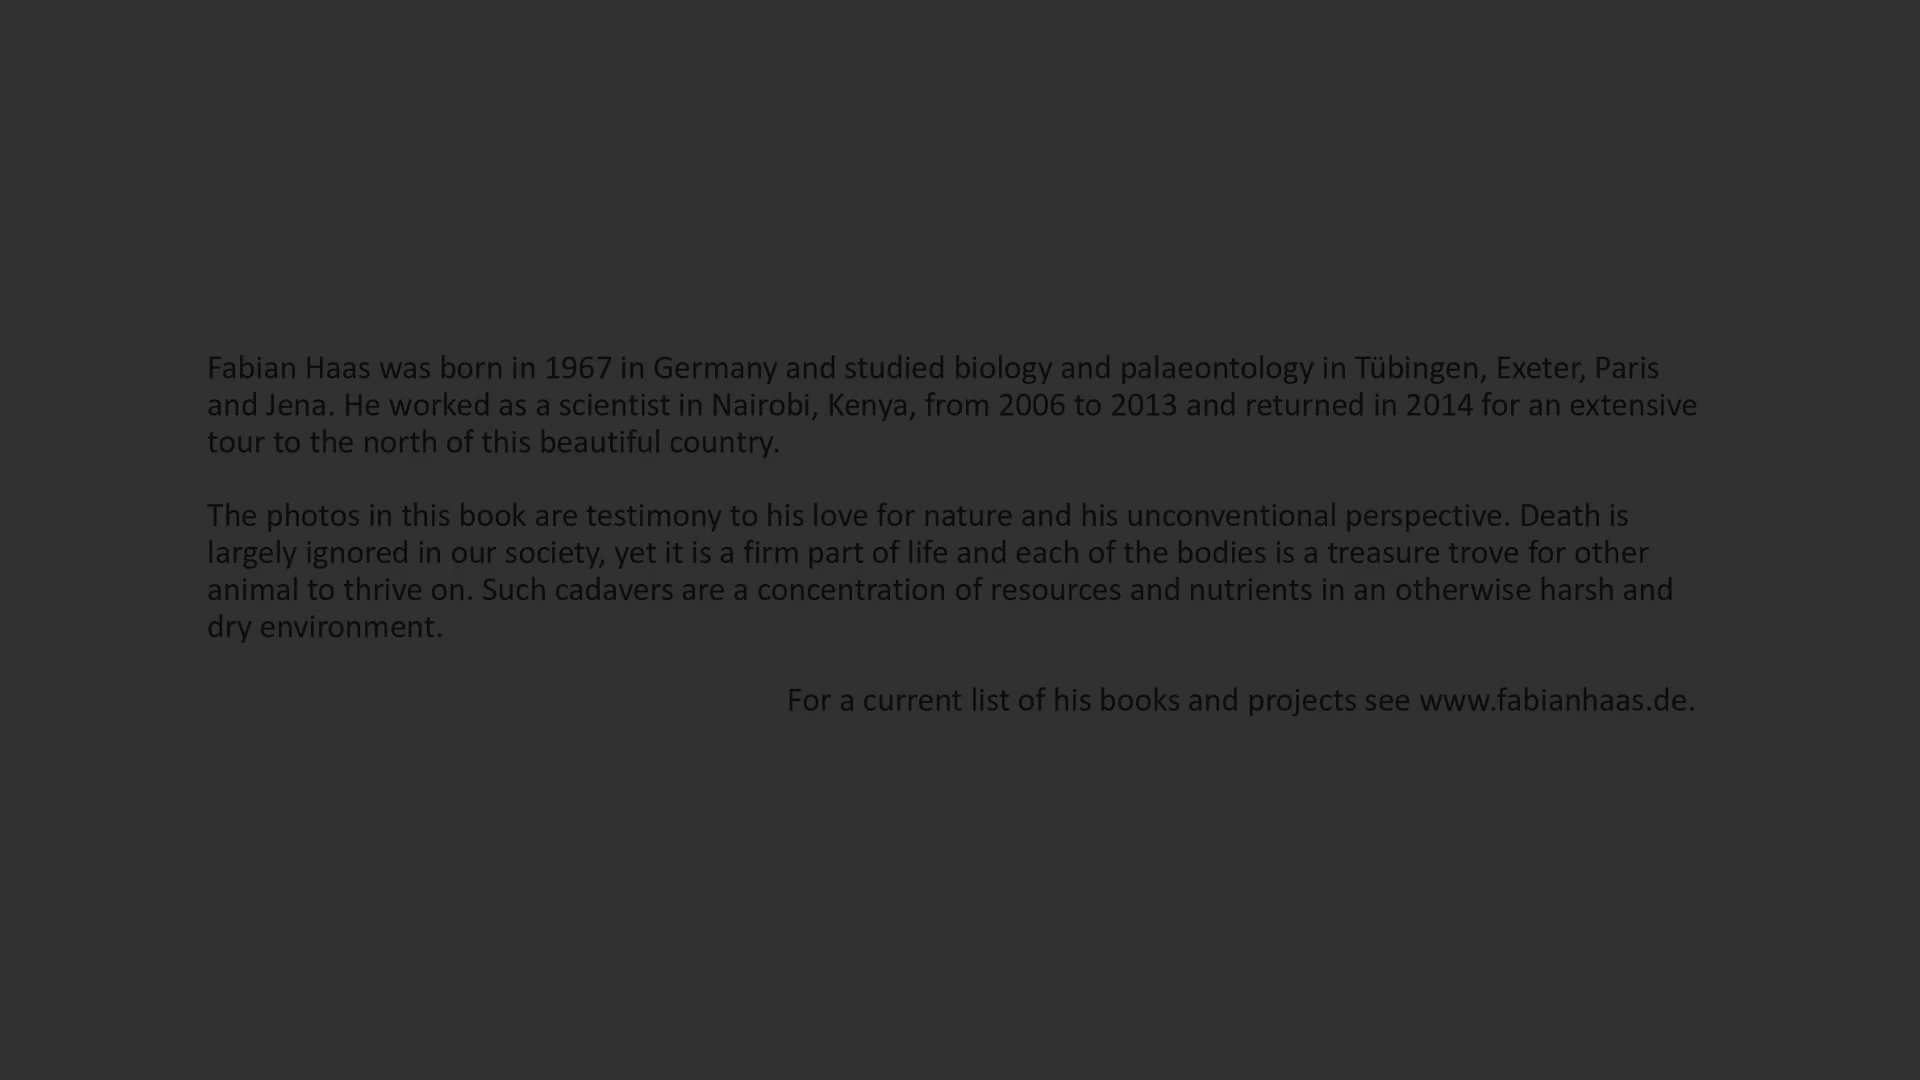 Fabian Haas was born in 1967 in Germany and studied biology and palaeontology in Tübingen, Exeter, Paris
and Jena. He worked as a scientist in Nairobi, Kenya, from 2006 to 2013 and returned in 2014 for an extensive
tour to the north of this beautiful country.
The photos in this book are testimony to his love for nature and his unconventional perspective. Death is
largely ignored in our society, yet it is a firm part of life and each of the bodies is a treasure trove for other
animal to thrive on. Such cadavers are a concentration of resources and nutrients in an otherwise harsh and
dry environment.
For a current list of his books and projects see www.fabianhaas.de.